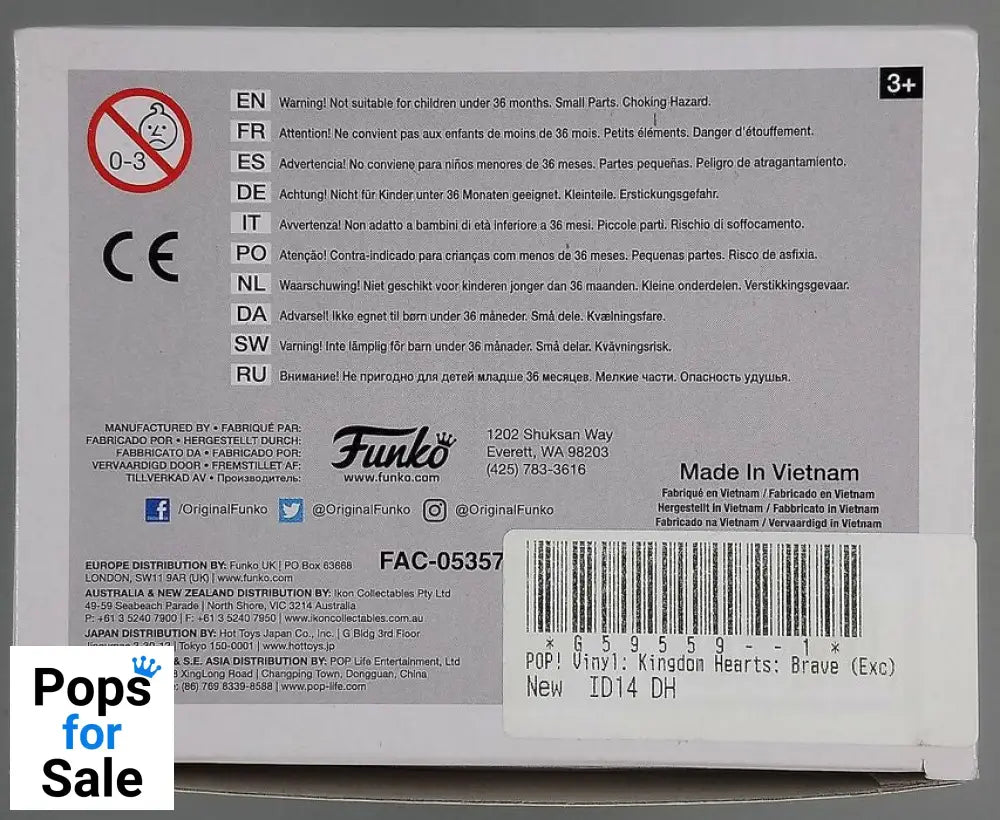 3+
0-3
EN Warning! Not suitable for children under 36 months. Small Parts. Choking Hazard.
FR Attention! Ne convient pas aux enfants de moins de 36 mois. Petits éléments. Danger d'étouffement.
ES Advertencia! No conviene para niños menores de 36 meses. Partes pequeñas. Peligro de atragantamiento.
DE Achtung! Nicht für Kinder unter 36 Monaten geeignet. Kleinteile. Erstickungsgefahr.
IT Avvertenza! Non adatto a bambini di età inferiore a 36 mesi. Piccole parti. Rischio di soffocamento.
PO Atenção! Contra-indicado para crianças com menos de 36 meses. Pequenas partes. Risco de asfixia.
NL Waarschuwing! Niet geschikt voor kinderen jonger dan 36 maanden. Kleine onderdelen. Verstikkingsgevaar.
DA Advarsel! Ikke egnet til børn under 36 måneder. Små dele. Kvælningsfare.
SW Varning! Inte lämplig för barn under 36 månader. Små delar. Kvävningsrisk.
RU Внимание! Не пригодно для детей младше 36 месяцев. Мелкие части. Опасность удушья.
CE
MANUFACTURED BY • FABRIQUÉ PAR:
FABRICADO POR • HERGESTELLT DURCH:
FABBRICATO DA • FABRICADO POR:
VERVAARDIGD DOOR • FREMSTILLET AF:
TILLVERKAD AV • Производитель:
Funko
www.funko.com
1202 Shuksan Way
Everett, WA 98203
(425) 783-3616
Made In Vietnam
Fabriqué en Vietnam / Fabricado en Vietnam
Hergestellt in Vietnam / Fabbricato in Vietnam
Fabricado na Vietnam / Vervaardigd in Vietnam
f /OriginalFunko @OriginalFunko @OriginalFunko
EUROPE DISTRIBUTION BY: Funko UK | PO Box 63668
LONDON, SW11 9AR (UK) | www.funko.com
FAC-05357
AUSTRALIA & NEW ZEALAND DISTRIBUTION BY: Ikon Collectables Pty Ltd
49-59 Seabeach Parade | North Shore, VIC 3214 Australia
P: +61 3 5240 7900 | F: +61 3 5240 7950 | www.ikoncollectables.com.au
JAPAN DISTRIBUTION BY: Hot Toys Japan Co., Inc. | G Bldg 3rd Floor
Tokyo 150-0001 | www.hottoys.jp
& S.E. ASIA DISTRIBUTION BY: POP Life Entertainment, Ltd
XingLong Road | Changping Town, Dongguan, China
(86) 769 8339-8588 | www.pop-life.com
* G59559--1 *
POP! Vinyl: Kingdom Hearts: Brave (Exc)
New ID14 DH
Pops
for
Sale